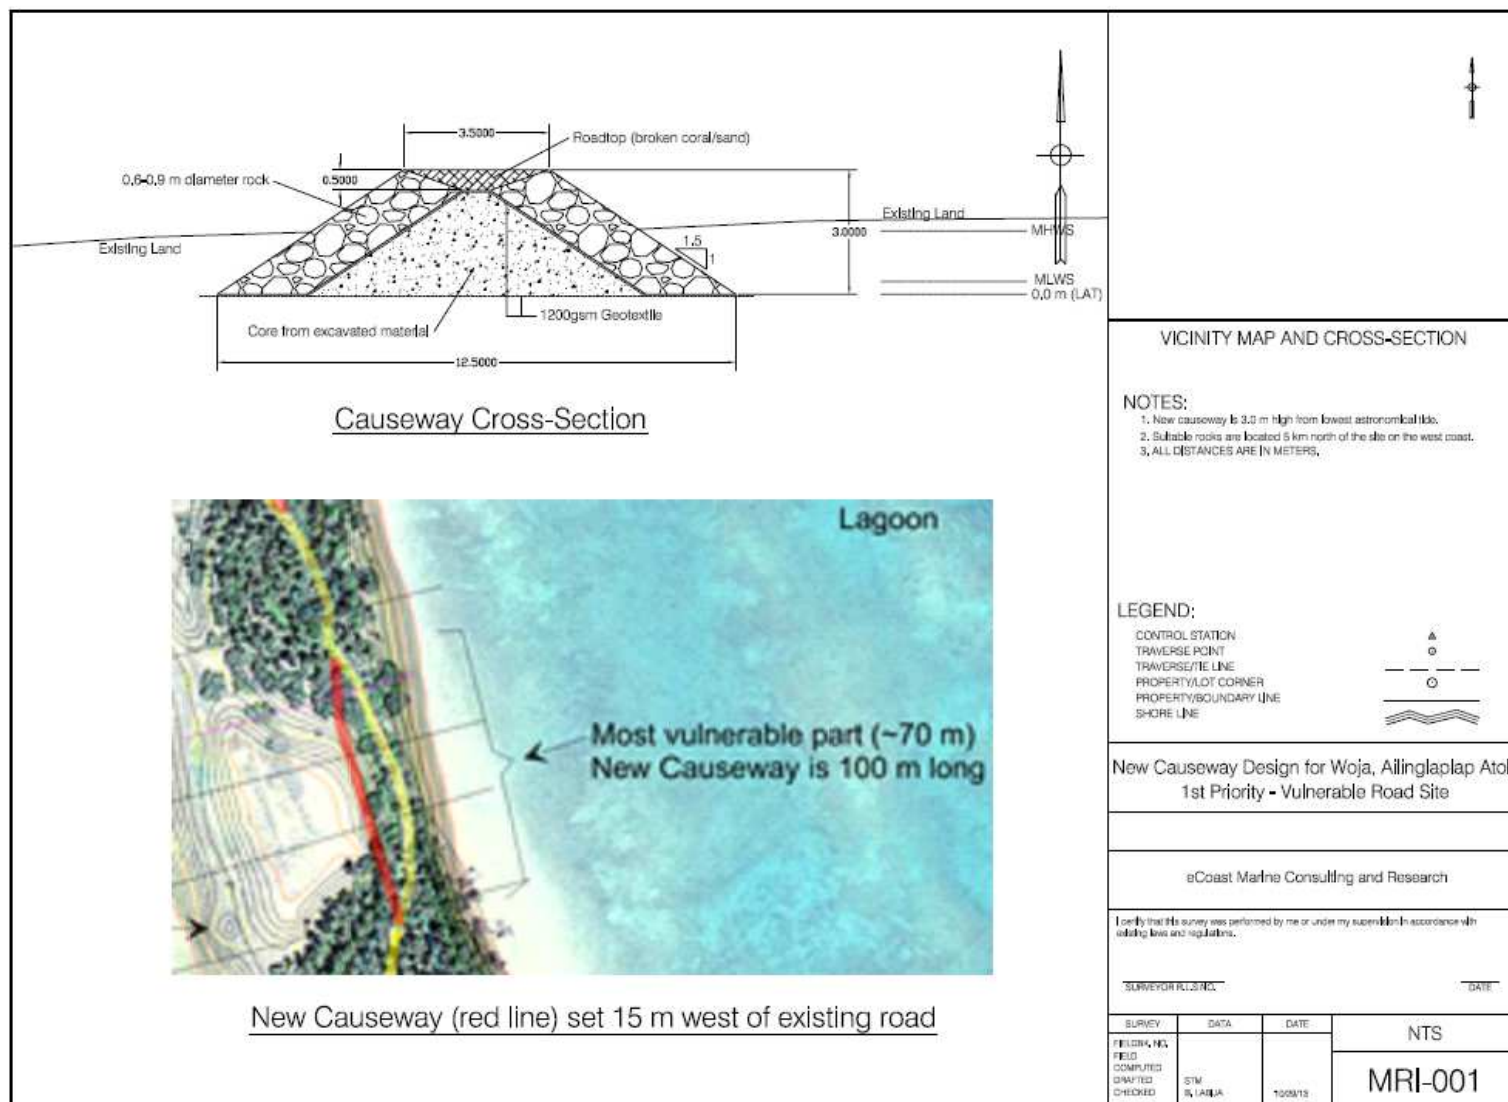 3.5000
Roadtop (broken coral/sand)
0.6-0.9 m diameter rock
0.5000
Existing Land
Existing Land
3.0000
MHWS
1.5
1
MLWS
0.0 m (LAT)
1200gsm Geotextile
Core from excavated material
12.5000
Causeway Cross-Section
Lagoon
Most vulnerable part (~70 m)
New Causeway is 100 m long
New Causeway (red line) set 15 m west of existing road
VICINITY MAP AND CROSS-SECTION
NOTES:
1. New causeway is 3.0 m high from lowest astronomical tide.
2. Suitable rocks are located 5 km north of the site on the west coast.
3. ALL DISTANCES ARE IN METERS.
LEGEND:
CONTROL STATION
TRAVERSE POINT
TRAVERSE/TIE LINE
PROPERTY/LOT CORNER
PROPERTY/BOUNDARY LINE
SHORE LINE
New Causeway Design for Woja, Ailinglaplap Atol
1st Priority - Vulnerable Road Site
eCoast Marine Consulting and Research
I certify that this survey was performed by me or under my supervision in accordance with
existing laws and regulations.
SURVEYOR R.L.S NO. DATE
SURVEY DATA DATE
FIELD
COMPUTED
DRAFTED STM
CHECKED
NTS
MRI-001